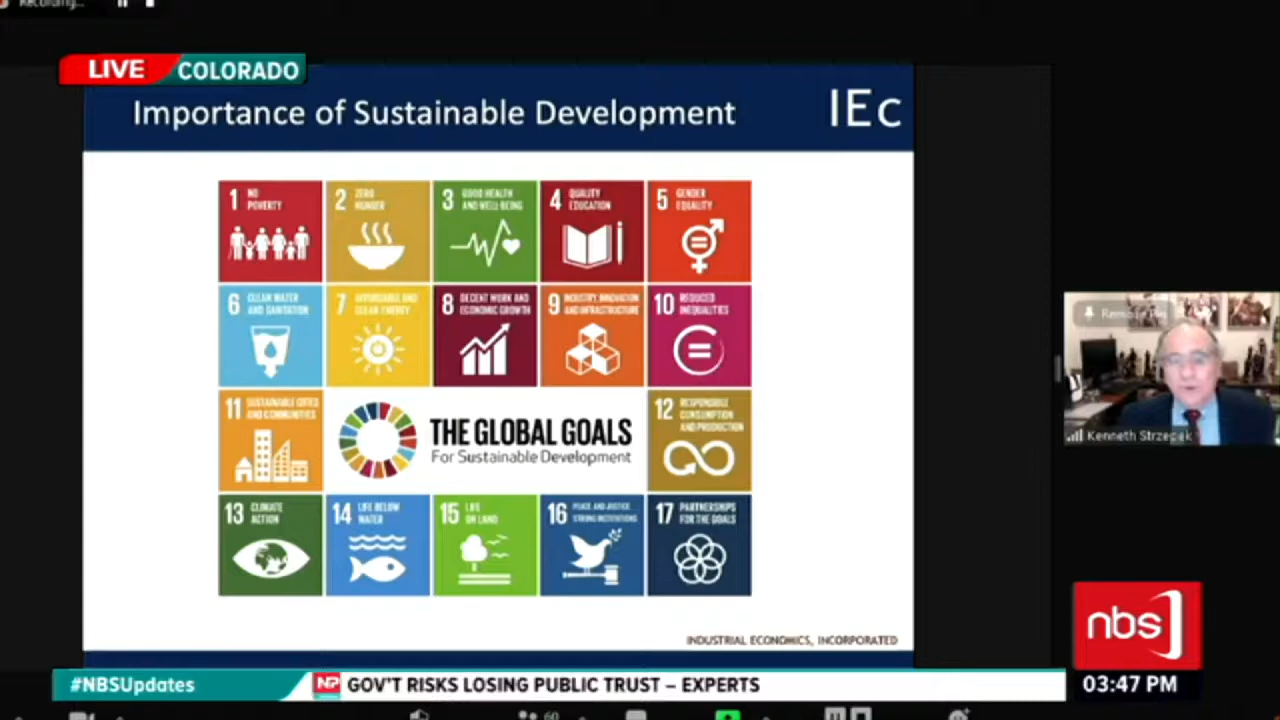 Recording...
LIVE COLORADO
Importance of Sustainable Development
IEc
1 NO
POVERTY
2 ZERO
HUNGER
3 GOOD HEALTH
AND WELL-BEING
4 QUALITY
EDUCATION
5 GENDER
EQUALITY
6 CLEAN WATER
AND SANITATION
7 AFFORDABLE AND
CLEAN ENERGY
8 DECENT WORK AND
ECONOMIC GROWTH
9 INDUSTRY, INNOVATION
AND INFRASTRUCTURE
10 REDUCED
INEQUALITIES
11 SUSTAINABLE CITIES
AND COMMUNITIES
THE GLOBAL GOALS
For Sustainable Development
12 RESPONSIBLE
CONSUMPTION
AND PRODUCTION
13 CLIMATE
ACTION
14 LIFE BELOW
WATER
15 LIFE
ON LAND
16 PEACE AND JUSTICE
STRONG INSTITUTIONS
17 PARTNERSHIPS
FOR THE GOALS
Kenneth Strzepek
INDUSTRIAL ECONOMICS, INCORPORATED
nbs
#NBSUpdates
NP GOV'T RISKS LOSING PUBLIC TRUST – EXPERTS
03:47 PM
60